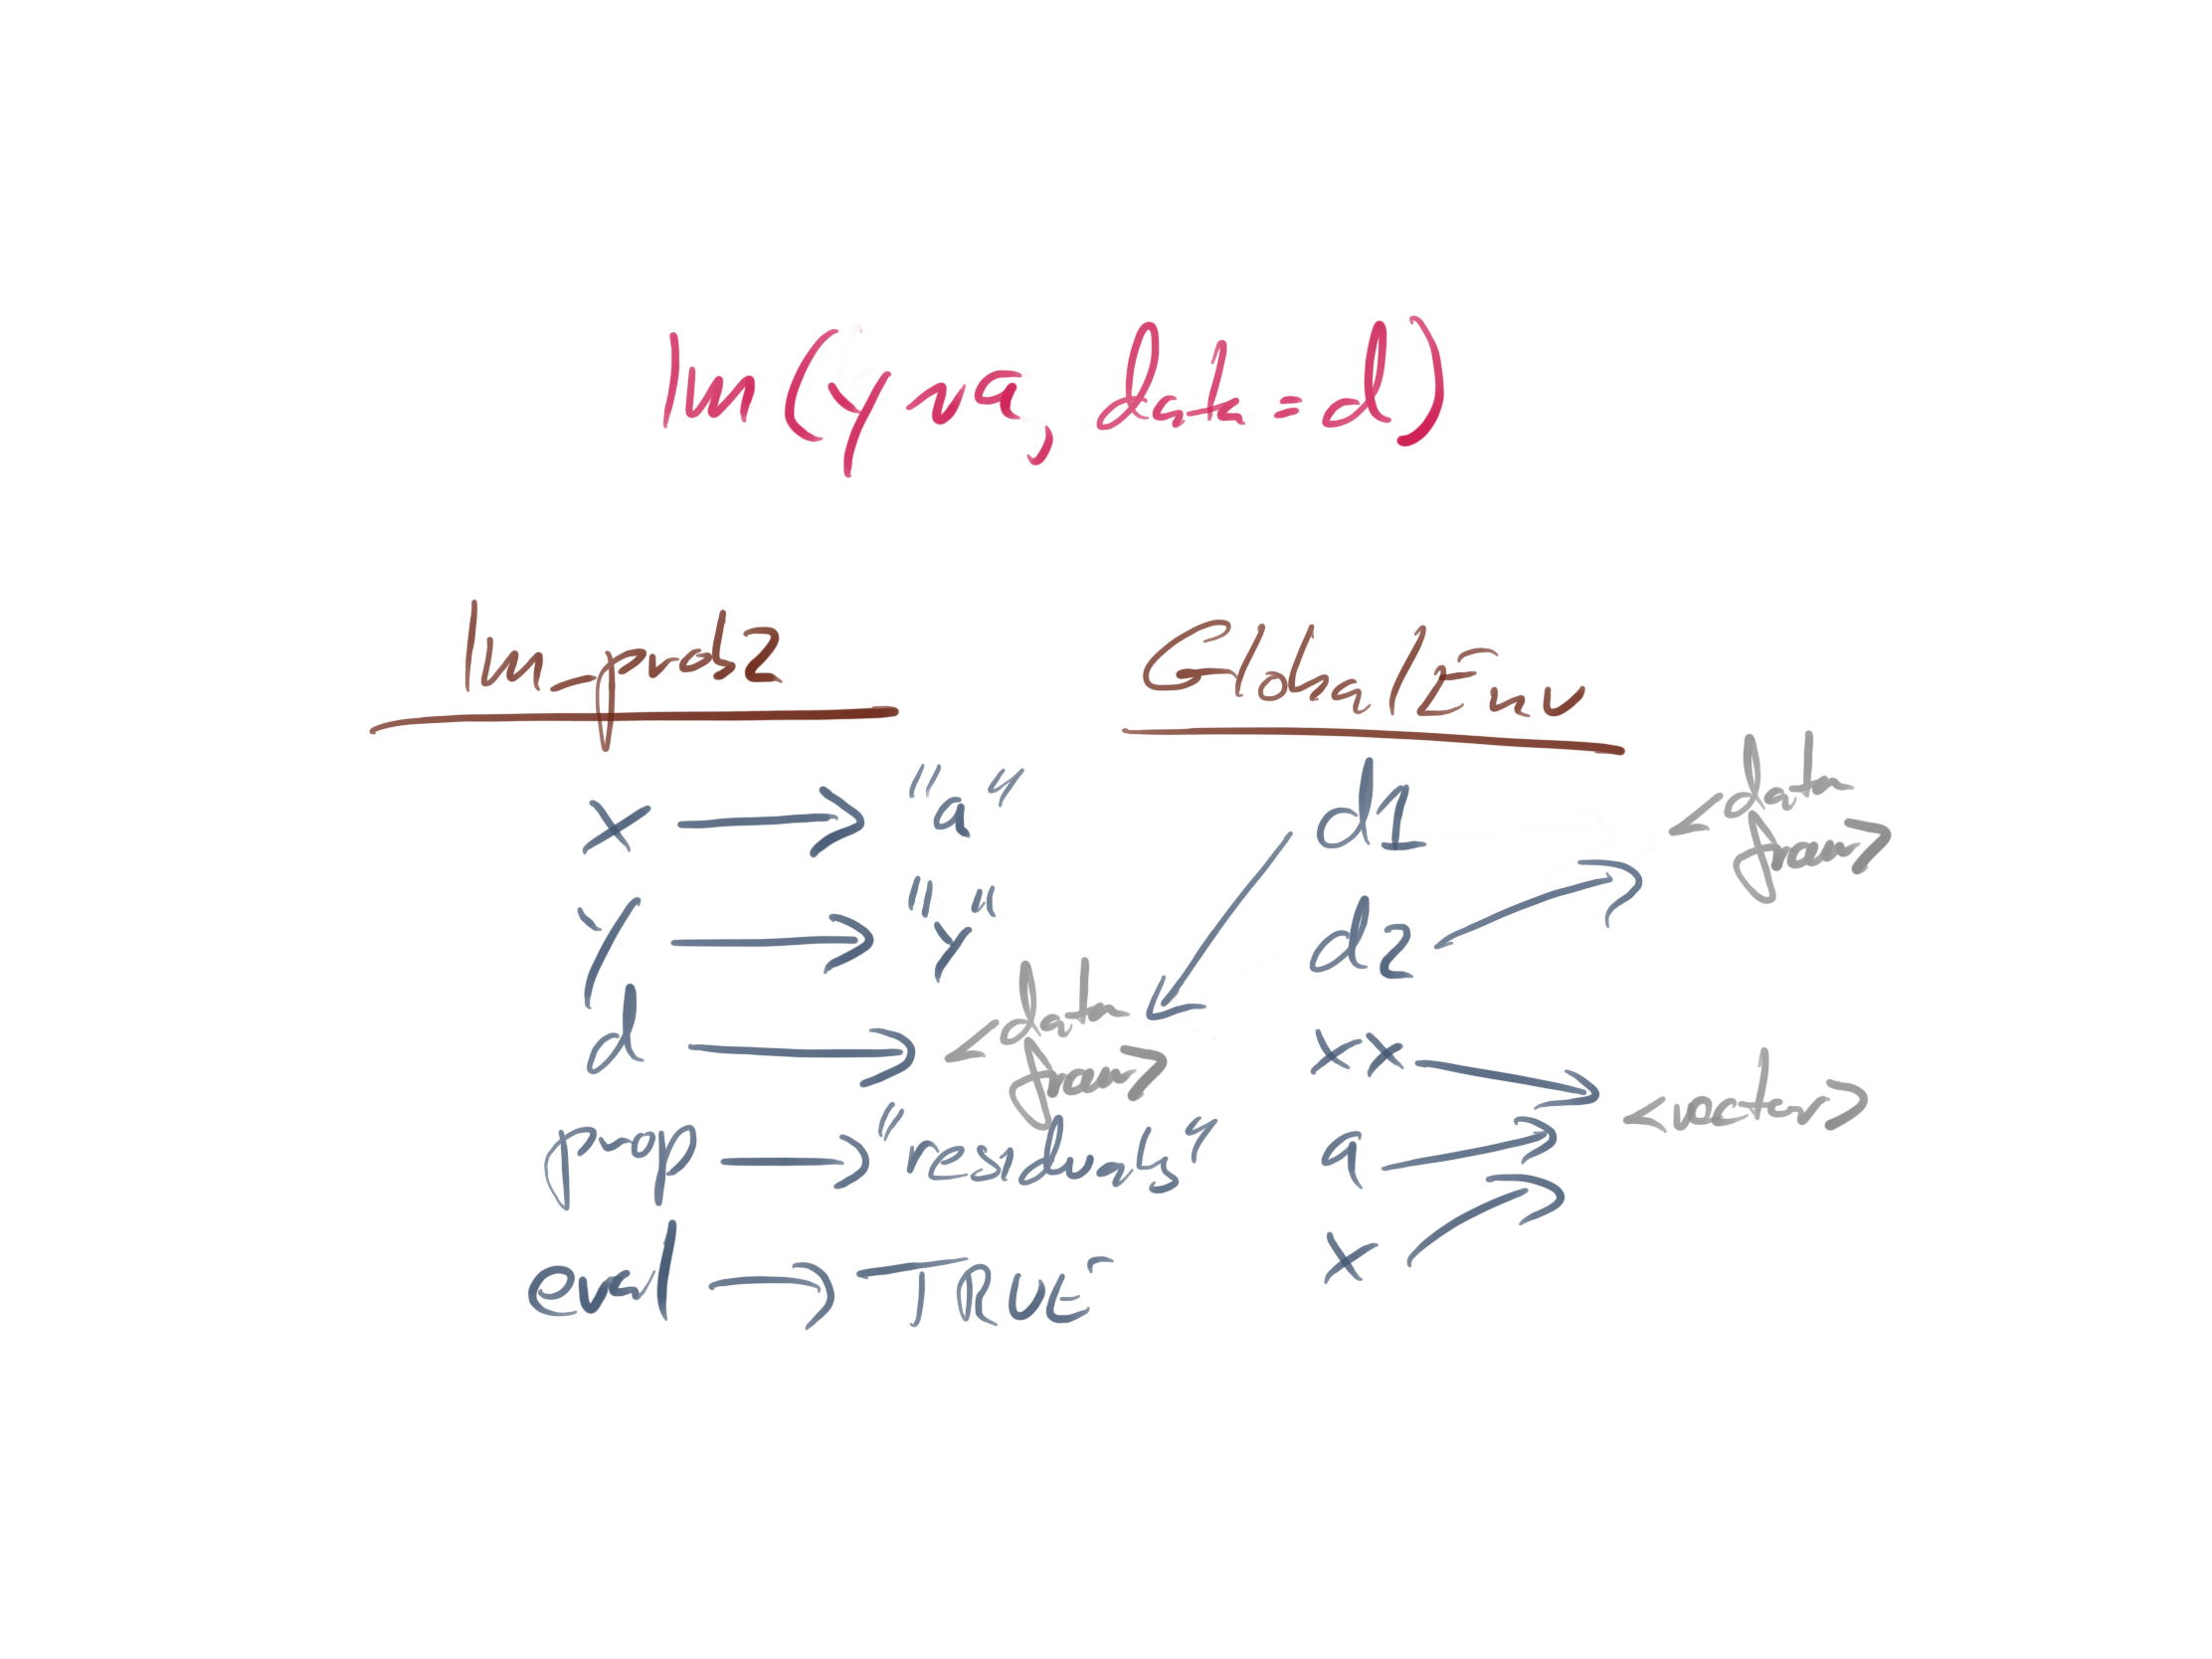 lm (y ~ a, data = d)
lm_prob2
GlobalEnv
x → "a"
y → "y"
d → <data frame>
prop → "residuals"
eval → TRUE
d1
d2 → <data frame>
xx → <vector>
a →
x →